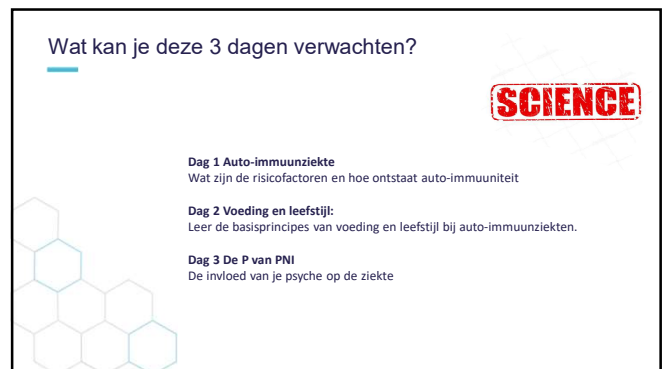 Wat kan je deze 3 dagen verwachten?
SCIENCE
Dag 1 Auto-immuunziekte
Wat zijn de risicofactoren en hoe ontstaat auto-immuniteit
Dag 2 Voeding en leefstijl:
Leer de basisprincipes van voeding en leefstijl bij auto-immuunziekten.
Dag 3 De P van PNI
De invloed van je psyche op de ziekte